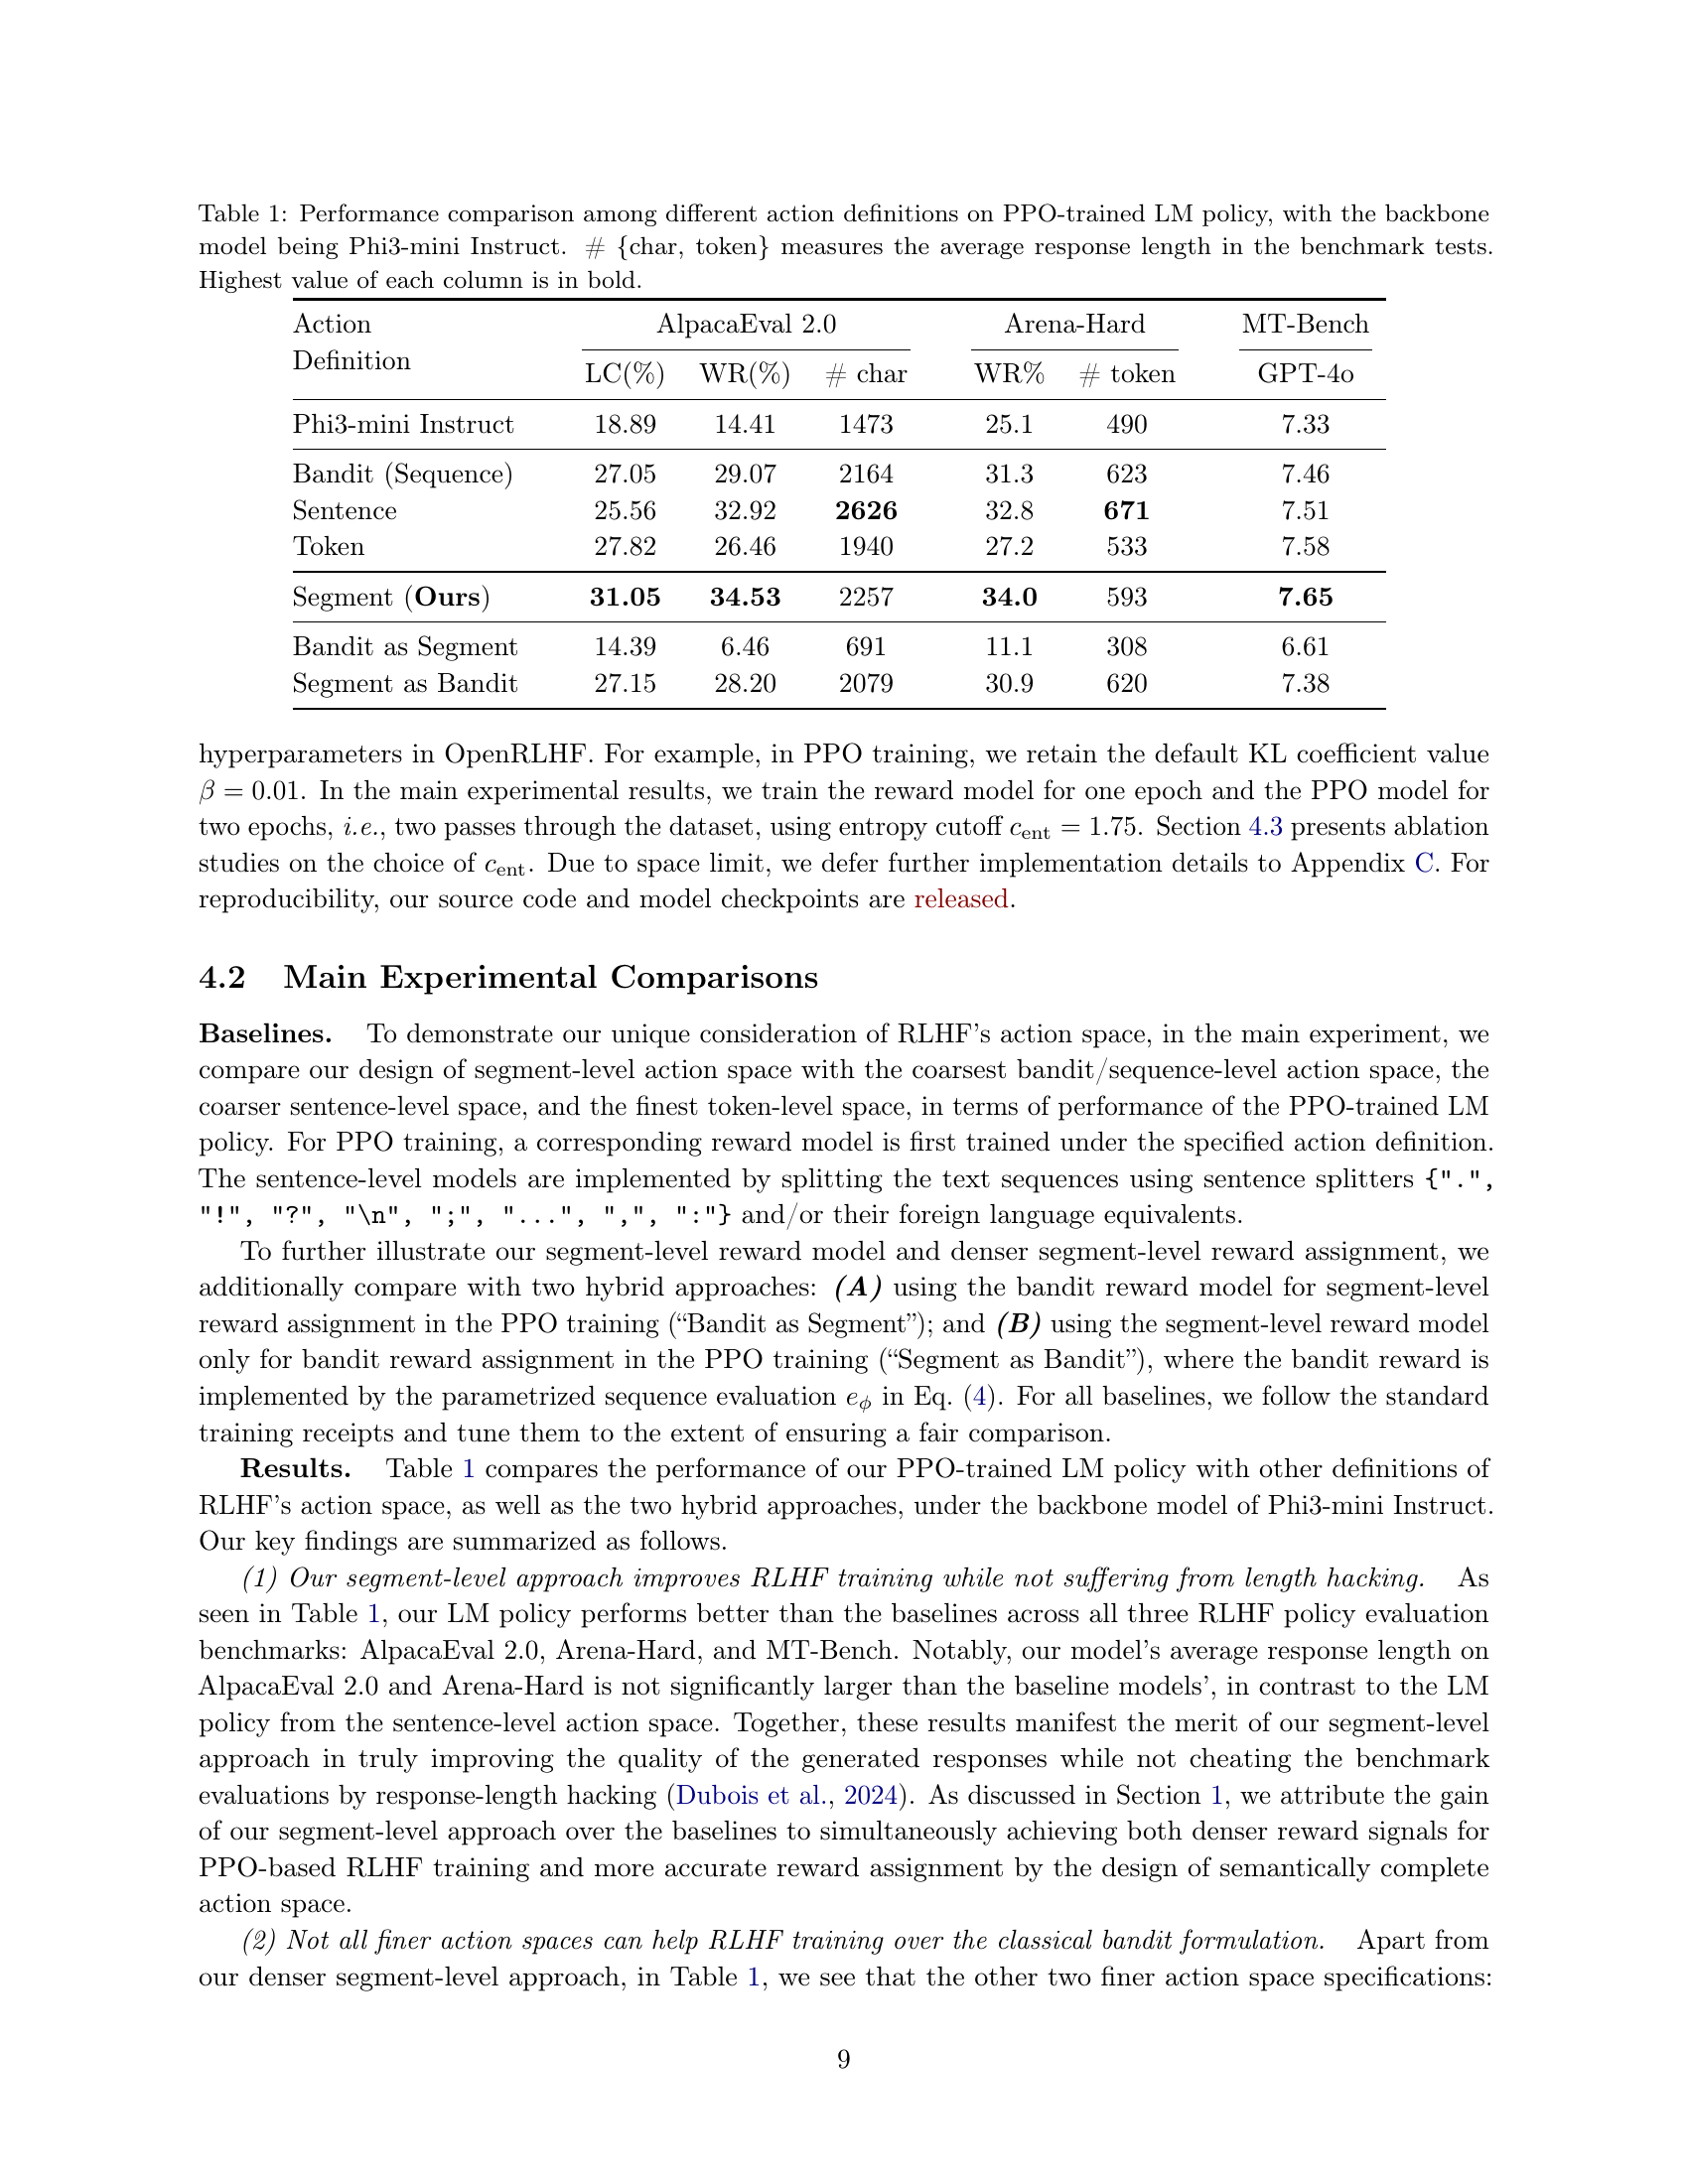 Table 1: Performance comparison among different action definitions on PPO-trained LM policy, with the backbone
model being Phi3-mini Instruct. # {char, token} measures the average response length in the benchmark tests.
Highest value of each column is in bold.
Action Definition AlpacaEval 2.0 Arena-Hard MT-Bench
LC(%) WR(%) # char WR% # token GPT-4o
Phi3-mini Instruct 18.89 14.41 1473 25.1 490 7.33
Bandit (Sequence) 27.05 29.07 2164 31.3 623 7.46
Sentence 25.56 32.92 2626 32.8 671 7.51
Token 27.82 26.46 1940 27.2 533 7.58
Segment (Ours) 31.05 34.53 2257 34.0 593 7.65
Bandit as Segment 14.39 6.46 691 11.1 308 6.61
Segment as Bandit 27.15 28.20 2079 30.9 620 7.38
hyperparameters in OpenRLHF. For example, in PPO training, we retain the default KL coefficient value
β = 0.01. In the main experimental results, we train the reward model for one epoch and the PPO model for
two epochs, i.e., two passes through the dataset, using entropy cutoff c_ent = 1.75. Section 4.3 presents ablation
studies on the choice of c_ent. Due to space limit, we defer further implementation details to Appendix C. For
reproducibility, our source code and model checkpoints are released.
4.2 Main Experimental Comparisons
Baselines. To demonstrate our unique consideration of RLHF's action space, in the main experiment, we
compare our design of segment-level action space with the coarsest bandit/sequence-level action space, the
coarser sentence-level space, and the finest token-level space, in terms of performance of the PPO-trained LM
policy. For PPO training, a corresponding reward model is first trained under the specified action definition.
The sentence-level models are implemented by splitting the text sequences using sentence splitters {".",
"!", "?", "\n", ";", "...", ",", ":"} and/or their foreign language equivalents.
To further illustrate our segment-level reward model and denser segment-level reward assignment, we
additionally compare with two hybrid approaches: (A) using the bandit reward model for segment-level
reward assignment in the PPO training (“Bandit as Segment”); and (B) using the segment-level reward model
only for bandit reward assignment in the PPO training (“Segment as Bandit”), where the bandit reward is
implemented by the parametrized sequence evaluation e_ϕ in Eq. (4). For all baselines, we follow the standard
training receipts and tune them to the extent of ensuring a fair comparison.
Results. Table 1 compares the performance of our PPO-trained LM policy with other definitions of
RLHF's action space, as well as the two hybrid approaches, under the backbone model of Phi3-mini Instruct.
Our key findings are summarized as follows.
(1) Our segment-level approach improves RLHF training while not suffering from length hacking. As
seen in Table 1, our LM policy performs better than the baselines across all three RLHF policy evaluation
benchmarks: AlpacaEval 2.0, Arena-Hard, and MT-Bench. Notably, our model's average response length on
AlpacaEval 2.0 and Arena-Hard is not significantly larger than the baseline models', in contrast to the LM
policy from the sentence-level action space. Together, these results manifest the merit of our segment-level
approach in truly improving the quality of the generated responses while not cheating the benchmark
evaluations by response-length hacking (Dubois et al., 2024). As discussed in Section 1, we attribute the gain
of our segment-level approach over the baselines to simultaneously achieving both denser reward signals for
PPO-based RLHF training and more accurate reward assignment by the design of semantically complete
action space.
(2) Not all finer action spaces can help RLHF training over the classical bandit formulation. Apart from
our denser segment-level approach, in Table 1, we see that the other two finer action space specifications:
9